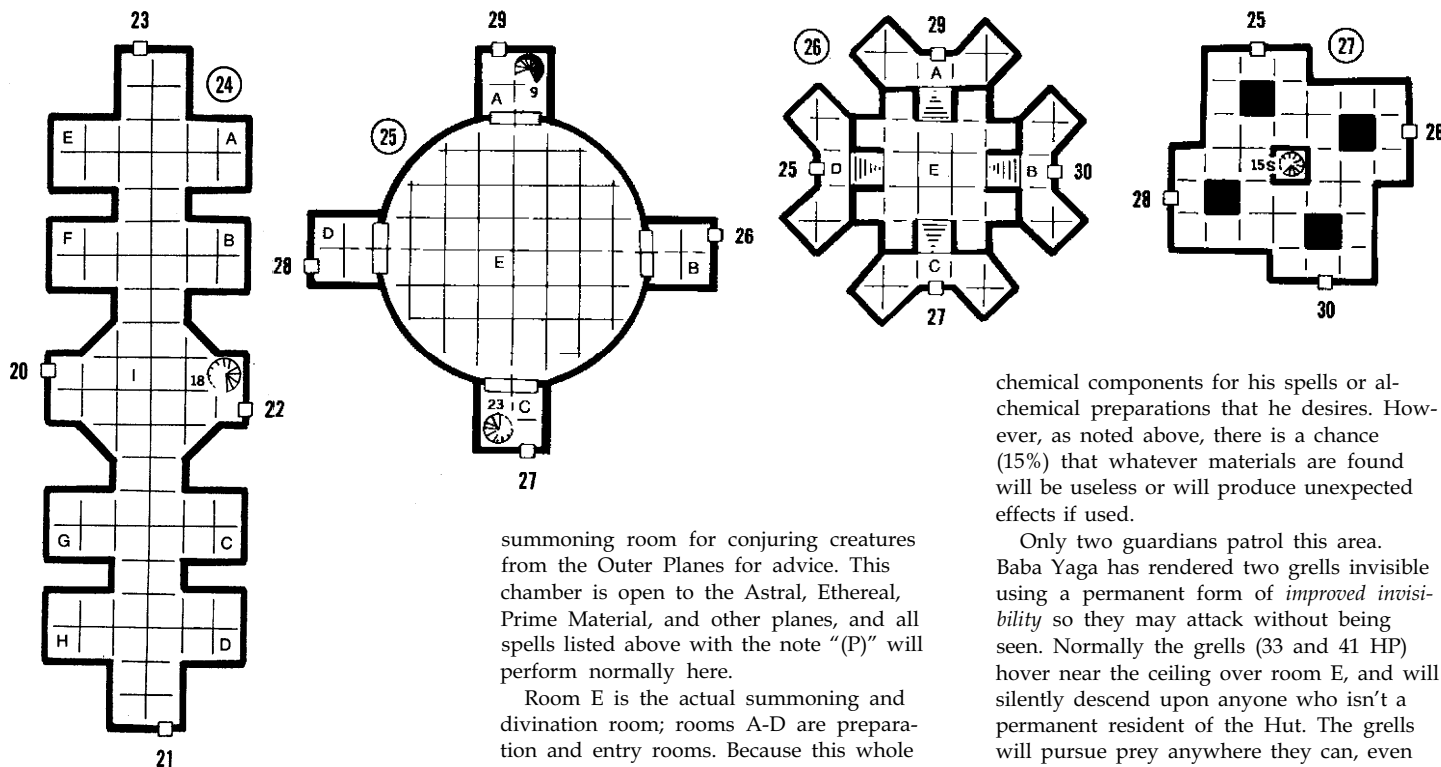 23
24
E
A
F
B
20
I
18
22
G
C
H
D
21
29
9
A
25
D
E
28
26
B
23
C
27
26
29
A
25
D
E
B
30
C
27
25
27
26
15 S
28
30
summoning room for conjuring creatures
from the Outer Planes for advice. This
chamber is open to the Astral, Ethereal,
Prime Material, and other planes, and all
spells listed above with the note “(P)” will
perform normally here.
Room E is the actual summoning and
divination room; rooms A-D are prepara-
tion and entry rooms. Because this whole
chemical components for his spells or al-
chemical preparations that he desires. How-
ever, as noted above, there is a chance
(15%) that whatever materials are found
will be useless or will produce unexpected
effects if used.
Only two guardians patrol this area.
Baba Yaga has rendered two grells invisible
using a permanent form of improved invisi-
bility so they may attack without being
seen. Normally the grells (33 and 41 HP)
hover near the ceiling over room E, and will
silently descend upon anyone who isn’t a
permanent resident of the Hut. The grells
will pursue prey anywhere they can, even